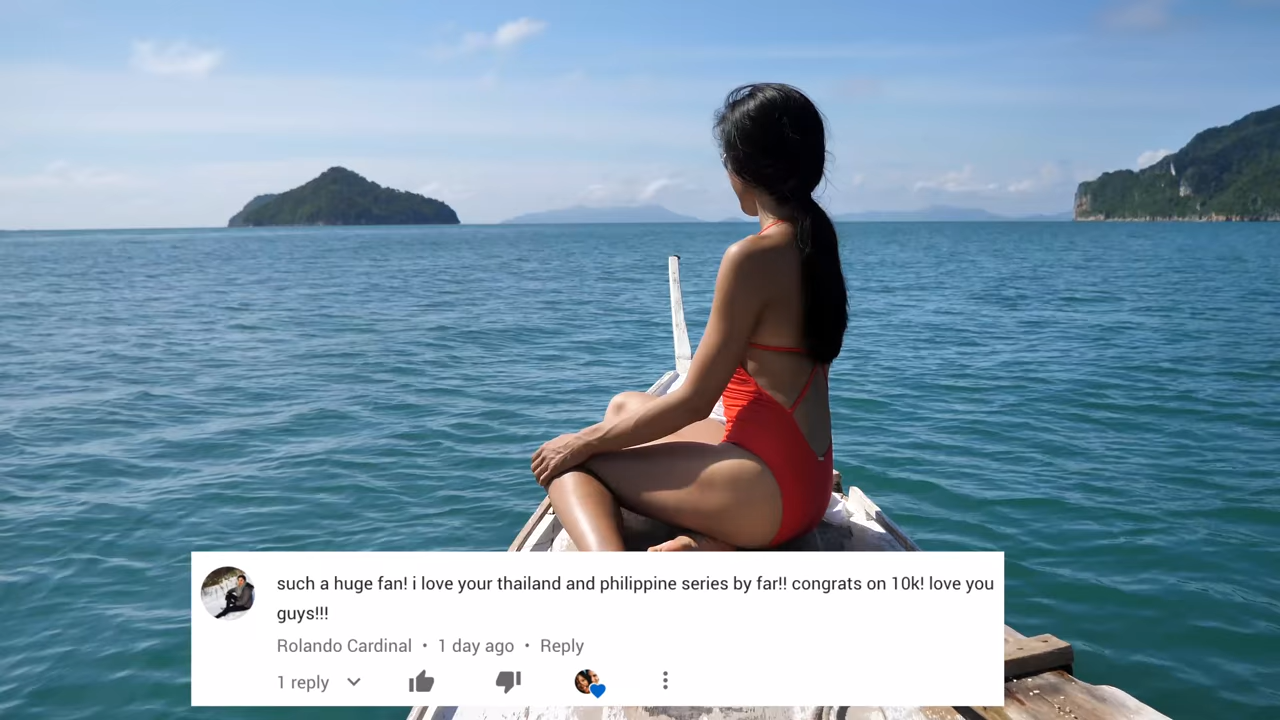 such a huge fan! i love your thailand and philippine series by far!! congrats on 10k! love you
guys!!!
Rolando Cardinal • 1 day ago • Reply
1 reply